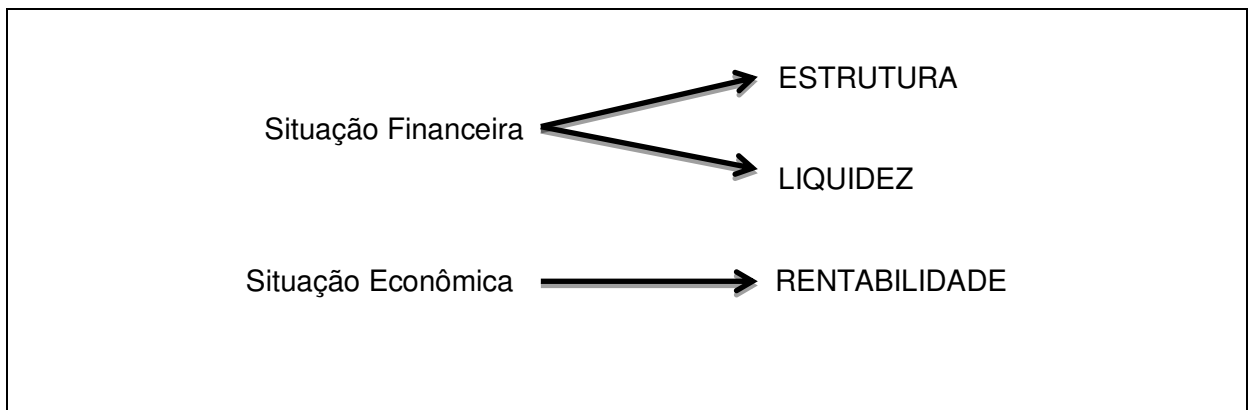 ESTRUTURA
Situação Financeira
LIQUIDEZ
Situação Econômica
RENTABILIDADE